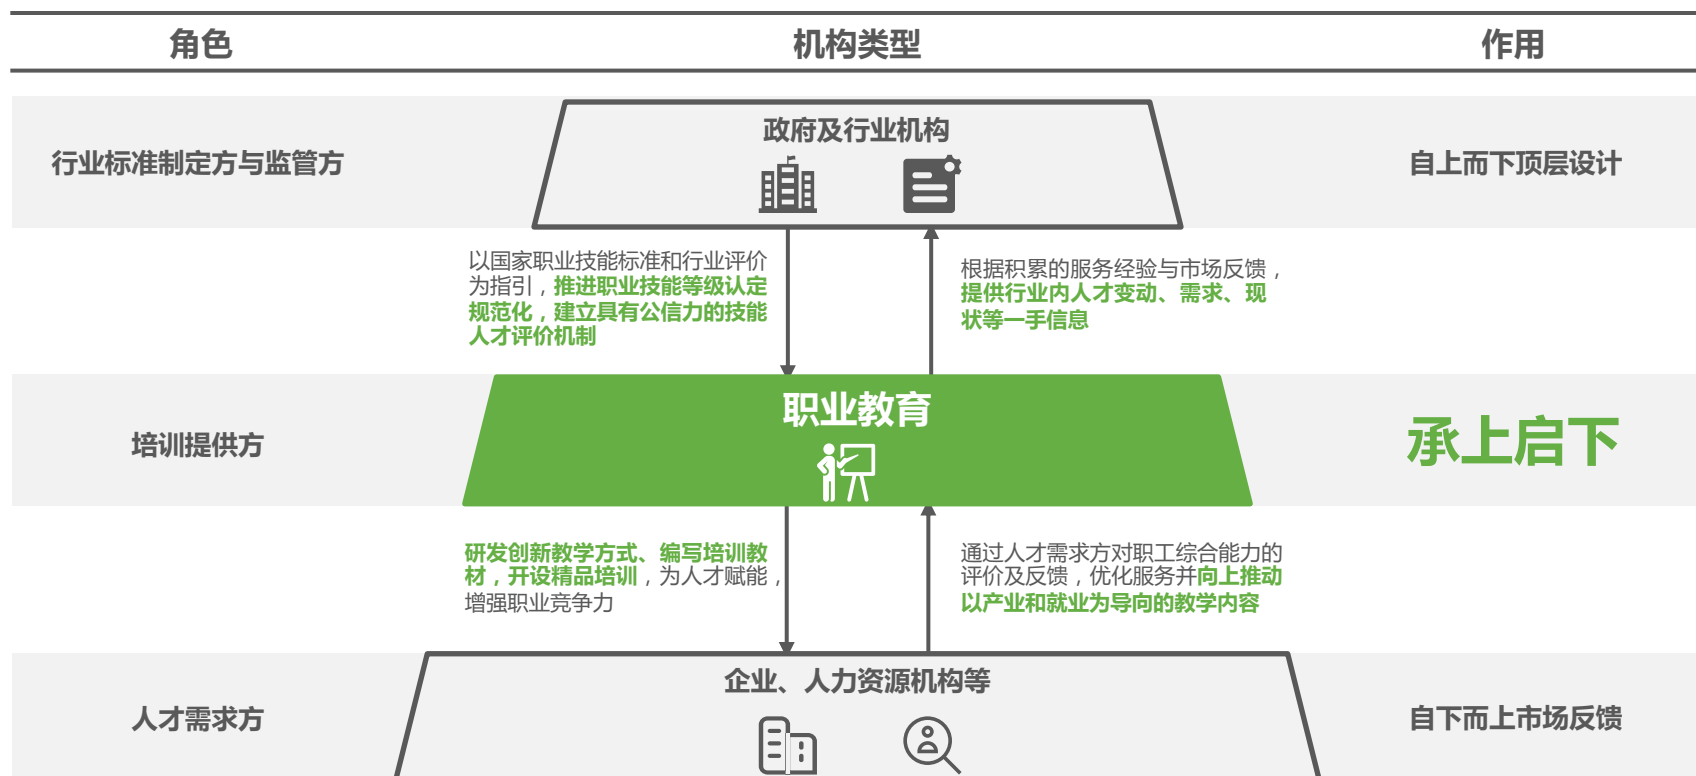 角色
机构类型
作用
行业标准制定方与监管方
政府及行业机构
自上而下顶层设计
以国家职业技能标准和行业评价
为指引，推进职业技能等级认定
规范化，建立具有公信力的技能
人才评价机制
根据积累的服务经验与市场反馈，
提供行业内人才变动、需求、现
状等一手信息
培训提供方
职业教育
承上启下
研发创新教学方式、编写培训教
材，开设精品培训，为人才赋能，
增强职业竞争力
通过人才需求方对职工综合能力的
评价及反馈，优化服务并向上推动
以产业和就业为导向的教学内容
人才需求方
企业、人力资源机构等
自下而上市场反馈